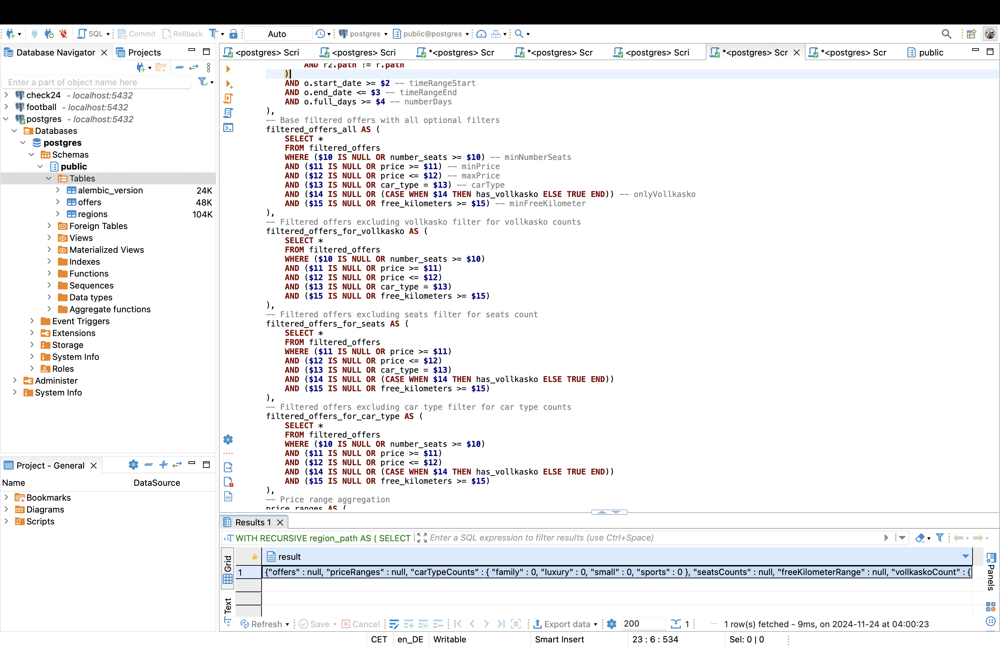 SQL
Commit
Rollback
Auto
postgres
public@postgres
Database Navigator
Projects
<postgres> Scri
<postgres> Scri
*<postgres> Scr
*<postgres> Scr
<postgres> Scri
*<postgres> Scr
*<postgres> Scr
public
Enter a part of object name here
check24 - localhost:5432
football - localhost:5432
postgres - localhost:5432
Databases
postgres
Schemas
public
Tables
alembic_version 24K
offers 48K
regions 104K
Foreign Tables
Views
Materialized Views
Indexes
Functions
Sequences
Data types
Aggregate functions
Event Triggers
Extensions
Storage
System Info
Roles
Administer
System Info
Project - General
Name DataSource
Bookmarks
Diagrams
Scripts
AND r2.path != r.path
)
AND o.start_date >= $2 -- timeRangeStart
AND o.end_date <= $3 -- timeRangeEnd
AND o.full_days >= $4 -- numberDays
),
-- Base filtered offers with all optional filters
filtered_offers_all AS (
SELECT *
FROM filtered_offers
WHERE ($10 IS NULL OR number_seats >= $10) -- minNumberSeats
AND ($11 IS NULL OR price >= $11) -- minPrice
AND ($12 IS NULL OR price <= $12) -- maxPrice
AND ($13 IS NULL OR car_type = $13) -- carType
AND ($14 IS NULL OR (CASE WHEN $14 THEN has_vollkasko ELSE TRUE END)) -- onlyVollkasko
AND ($15 IS NULL OR free_kilometers >= $15) -- minFreeKilometer
),
-- Filtered offers excluding vollkasko filter for vollkasko counts
filtered_offers_for_vollkasko AS (
SELECT *
FROM filtered_offers
WHERE ($10 IS NULL OR number_seats >= $10)
AND ($11 IS NULL OR price >= $11)
AND ($12 IS NULL OR price <= $12)
AND ($13 IS NULL OR car_type = $13)
AND ($15 IS NULL OR free_kilometers >= $15)
),
-- Filtered offers excluding seats filter for seats count
filtered_offers_for_seats AS (
SELECT *
FROM filtered_offers
WHERE ($11 IS NULL OR price >= $11)
AND ($12 IS NULL OR price <= $12)
AND ($13 IS NULL OR car_type = $13)
AND ($14 IS NULL OR (CASE WHEN $14 THEN has_vollkasko ELSE TRUE END))
AND ($15 IS NULL OR free_kilometers >= $15)
),
-- Filtered offers excluding car type filter for car type counts
filtered_offers_for_car_type AS (
SELECT *
FROM filtered_offers
WHERE ($10 IS NULL OR number_seats >= $10)
AND ($11 IS NULL OR price >= $11)
AND ($12 IS NULL OR price <= $12)
AND ($14 IS NULL OR (CASE WHEN $14 THEN has_vollkasko ELSE TRUE END))
AND ($15 IS NULL OR free_kilometers >= $15)
),
-- Price range aggregation
price_ranges AS (
Results 1
WITH RECURSIVE region_path AS ( SELECT
Enter a SQL expression to filter results (use Ctrl+Space)
Grid
Text
result
1 {"offers" : null, "priceRanges" : null, "carTypeCounts" : { "family" : 0, "luxury" : 0, "small" : 0, "sports" : 0 }, "seatsCounts" : null, "freeKilometerRange" : null, "vollkaskoCount" : {
Panels
Refresh
Save
Cancel
Export data
200
1
... 1 row(s) fetched - 9ms, on 2024-11-24 at 04:00:23
CET
en_DE
Writable
Smart Insert
23 : 6 : 534
Sel: 0 | 0